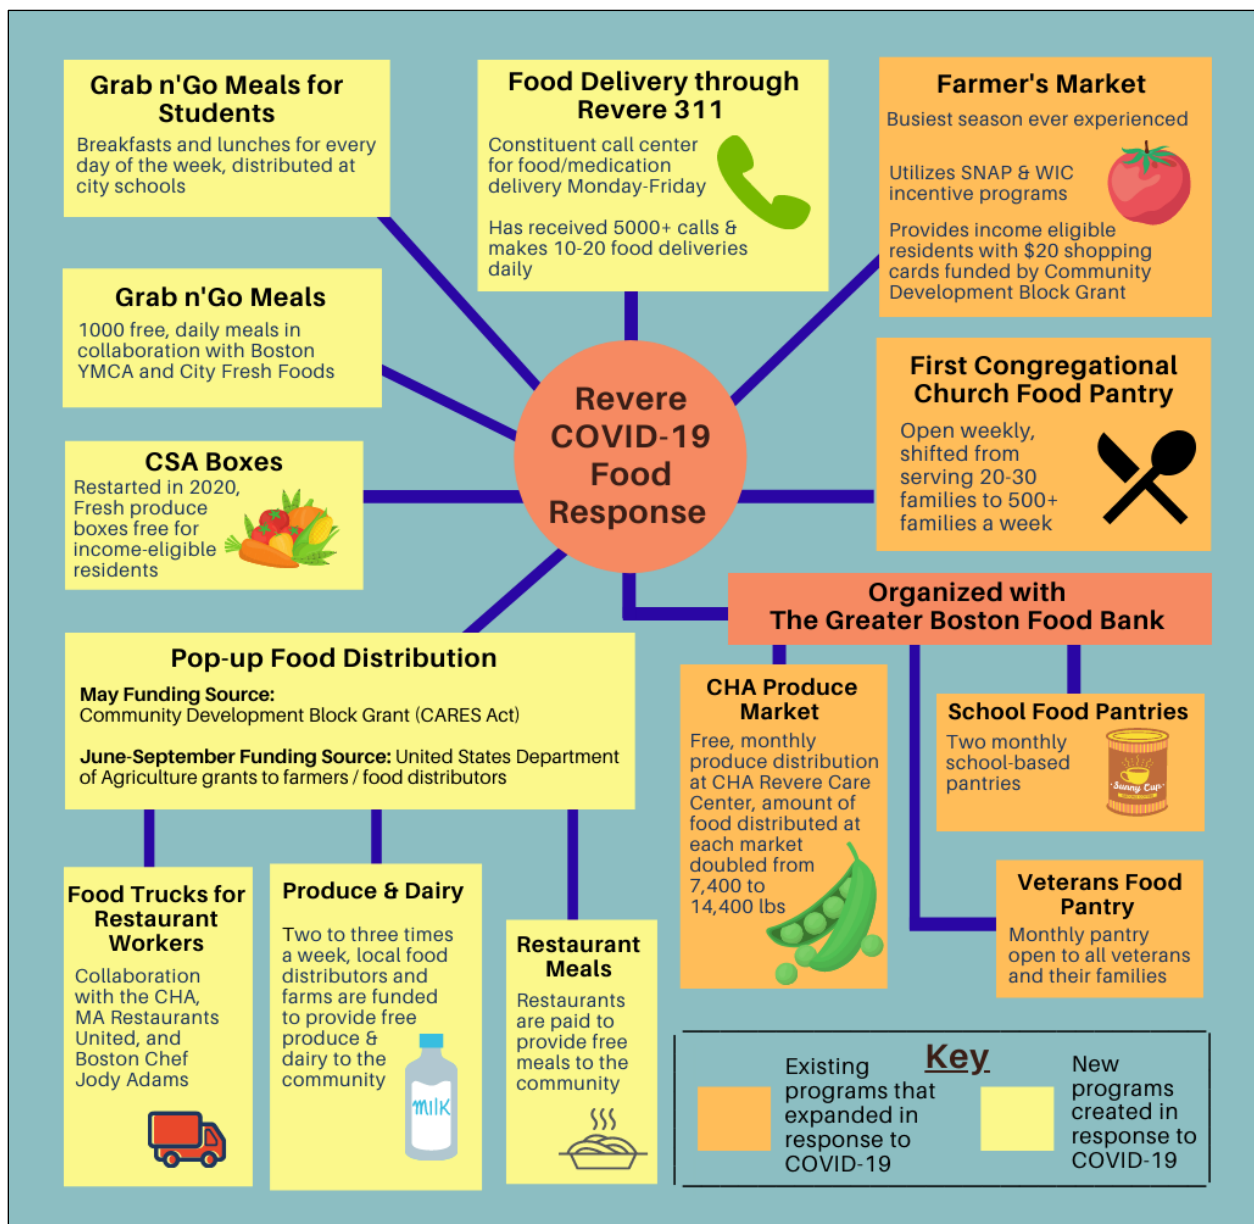 Grab n'Go Meals for
Students
Breakfasts and lunches for every
day of the week, distributed at
city schools
Food Delivery through
Revere 311
Constituent call center
for food/medication
delivery Monday-Friday
Has received 5000+ calls &
makes 10-20 food deliveries
daily
Farmer's Market
Busiest season ever experienced
Utilizes SNAP & WIC
incentive programs
Provides income eligible
residents with $20 shopping
cards funded by Community
Development Block Grant
Grab n'Go Meals
1000 free, daily meals in
collaboration with Boston
YMCA and City Fresh Foods
Revere
COVID-19
Food
Response
First Congregational
Church Food Pantry
Open weekly,
shifted from
serving 20-30
families to 500+
families a week
CSA Boxes
Restarted in 2020,
Fresh produce
boxes free for
income-eligible
residents
Organized with
The Greater Boston Food Bank
Pop-up Food Distribution
May Funding Source:
Community Development Block Grant (CARES Act)
June-September Funding Source: United States Department
of Agriculture grants to farmers / food distributors
CHA Produce
Market
Free, monthly
produce distribution
at CHA Revere Care
Center, amount of
food distributed at
each market
doubled from
7,400 to
14,400 lbs
School Food Pantries
Two monthly
school-based
pantries
Sunny Cup
Veterans Food
Pantry
Monthly pantry
open to all veterans
and their families
Food Trucks for
Restaurant
Workers
Collaboration
with the CHA,
MA Restaurants
United, and
Boston Chef
Jody Adams
Produce & Dairy
Two to three times
a week, local food
distributors and
farms are funded
to provide free
produce &
dairy to the
community
milk
Restaurant
Meals
Restaurants
are paid to
provide free
meals to the
community
Key
Existing
programs that
expanded in
response to
COVID-19
New
programs
created in
response to
COVID-19